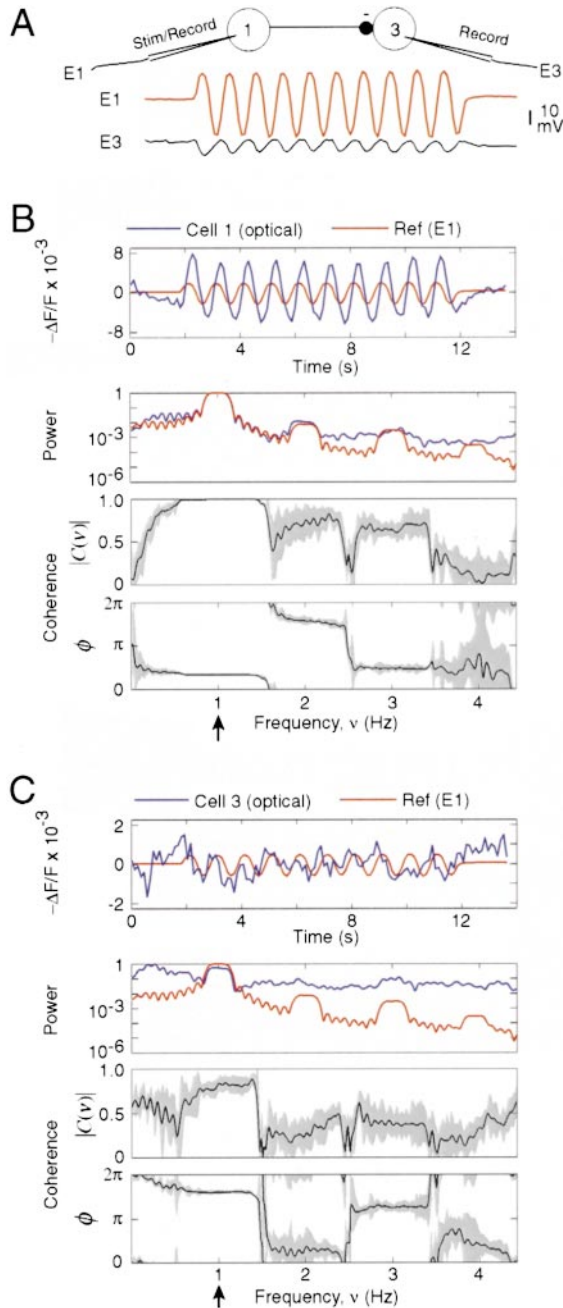 A
Stim/Record
1
-
3
Record
E1
E3
E1
E3
10
mV
B
Cell 1 (optical)
Ref (E1)
−ΔF/F x 10⁻³
8
0
-8
0
4
8
12
Time (s)
Power
1
10⁻³
10⁻⁶
Coherence
|C(ν)|
1.0
0.5
0
ϕ
2π
π
0
1
2
3
4
Frequency, ν (Hz)
C
Cell 3 (optical)
Ref (E1)
−ΔF/F x 10⁻³
2
0
-2
0
4
8
12
Time (s)
Power
1
10⁻³
10⁻⁶
Coherence
|C(ν)|
1.0
0.5
0
ϕ
2π
π
0
1
2
3
4
Frequency, ν (Hz)